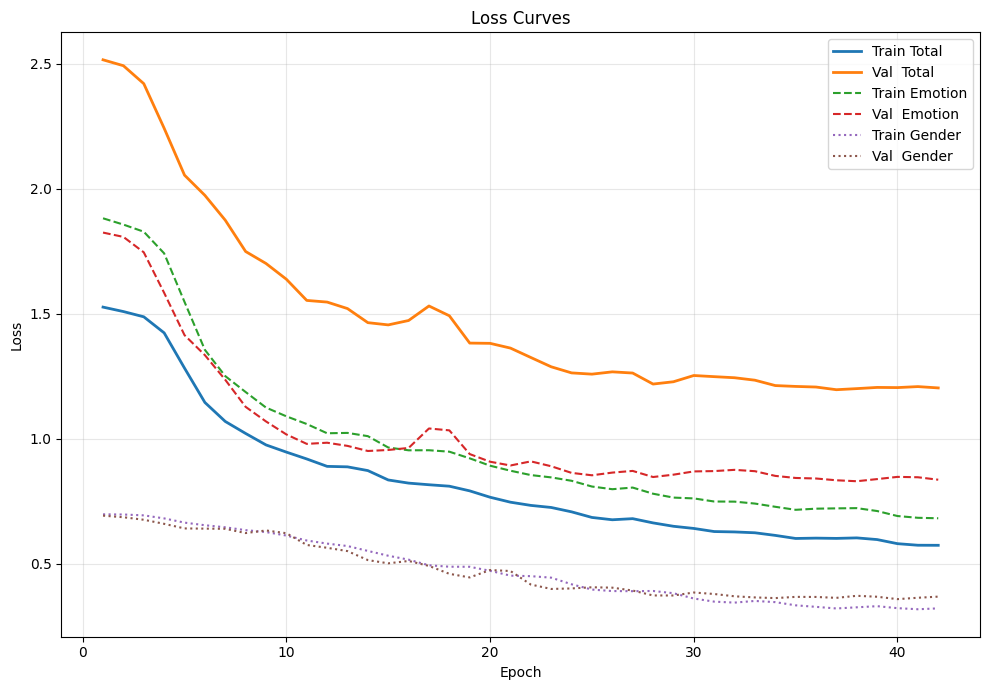 Loss Curves
Train Total
Val  Total
Train Emotion
Val  Emotion
Train Gender
Val  Gender
2.5
2.0
1.5
1.0
0.5
Loss
0
10
20
30
40
Epoch